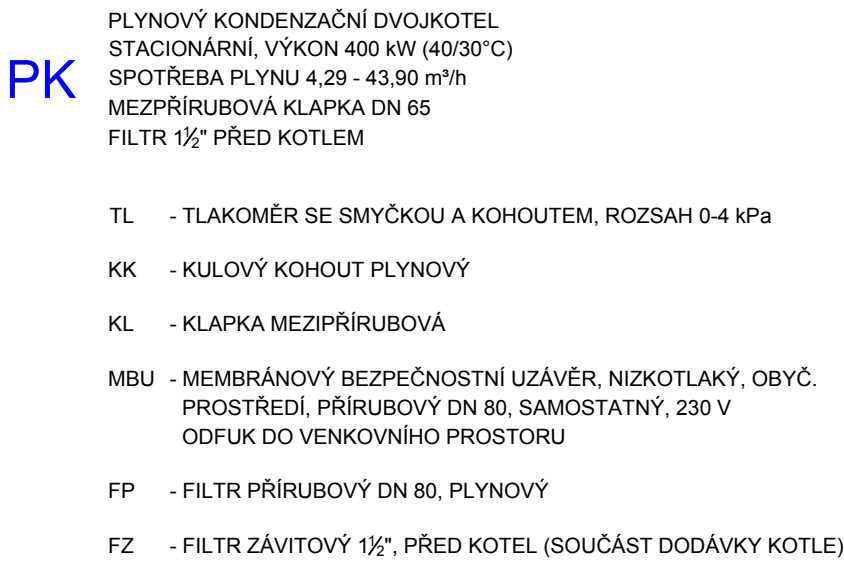 PK
PLYNOVÝ KONDENZAČNÍ DVOJKOTEL
STACIONÁRNÍ, VÝKON 400 kW (40/30°C)
SPOTŘEBA PLYNU 4,29 - 43,90 m³/h
MEZPŘÍRUBOVÁ KLAPKA DN 65
FILTR 1½" PŘED KOTLEM
TL - TLAKOMĚR SE SMYČKOU A KOHOUTEM, ROZSAH 0-4 kPa
KK - KULOVÝ KOHOUT PLYNOVÝ
KL - KLAPKA MEZIPŘÍRUBOVÁ
MBU - MEMBRÁNOVÝ BEZPEČNOSTNÍ UZÁVĚR, NIZKOTLAKÝ, OBYČ.
PROSTŘEDÍ, PŘÍRUBOVÝ DN 80, SAMOSTATNÝ, 230 V
ODFUK DO VENKOVNÍHO PROSTORU
FP - FILTR PŘÍRUBOVÝ DN 80, PLYNOVÝ
FZ - FILTR ZÁVITOVÝ 1½", PŘED KOTEL (SOUČÁST DODÁVKY KOTLE)